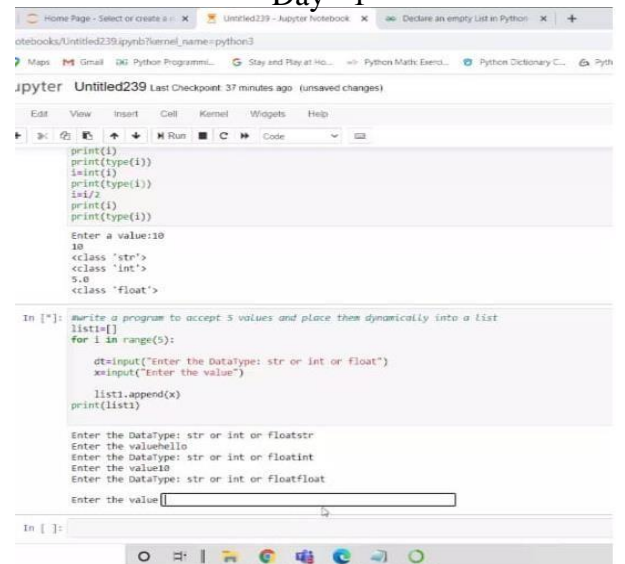 Day - 1
Home Page - Select or create a n
Untitled239 - Jupyter Notebook
Declare an empty List in Python
otebooks/Untitled239.ipynb?kernel_name=python3
Maps
Gmail
Python Programmi...
Stay and Play at Ho...
Python Math: Exerci...
Python Dictionary C...
Pyth
upyter Untitled239 Last Checkpoint: 37 minutes ago (unsaved changes)
Edit View Insert Cell Kernel Widgets Help
Run Code
print(i)
print(type(i))
i=int(i)
print(type(i))
i=i/2
print(i)
print(type(i))
Enter a value:10
10
<class 'str'>
<class 'int'>
5.0
<class 'float'>
In [*]: #write a program to accept 5 values and place them dynamically into a list
list1=[]
for i in range(5):
dt=input("Enter the DataType: str or int or float")
x=input("Enter the value")
list1.append(x)
print(list1)
Enter the DataType: str or int or floatstr
Enter the valuehello
Enter the DataType: str or int or floatint
Enter the value10
Enter the DataType: str or int or floatfloat
Enter the value
In [ ]: